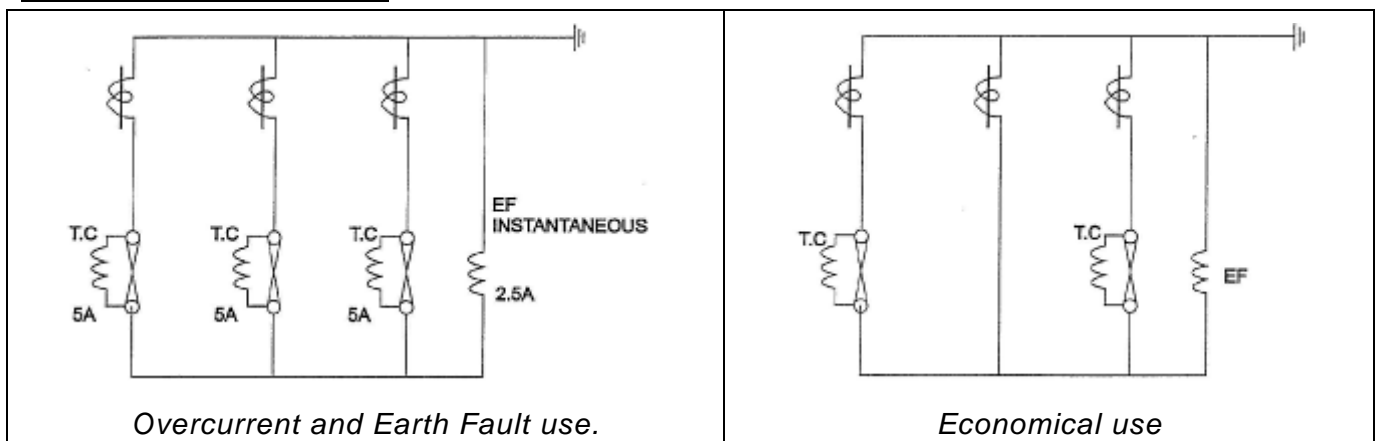 T.C
T.C
T.C
EF
INSTANTANEOUS
5A
5A
5A
2.5A
Overcurrent and Earth Fault use.
T.C
T.C
EF
Economical use